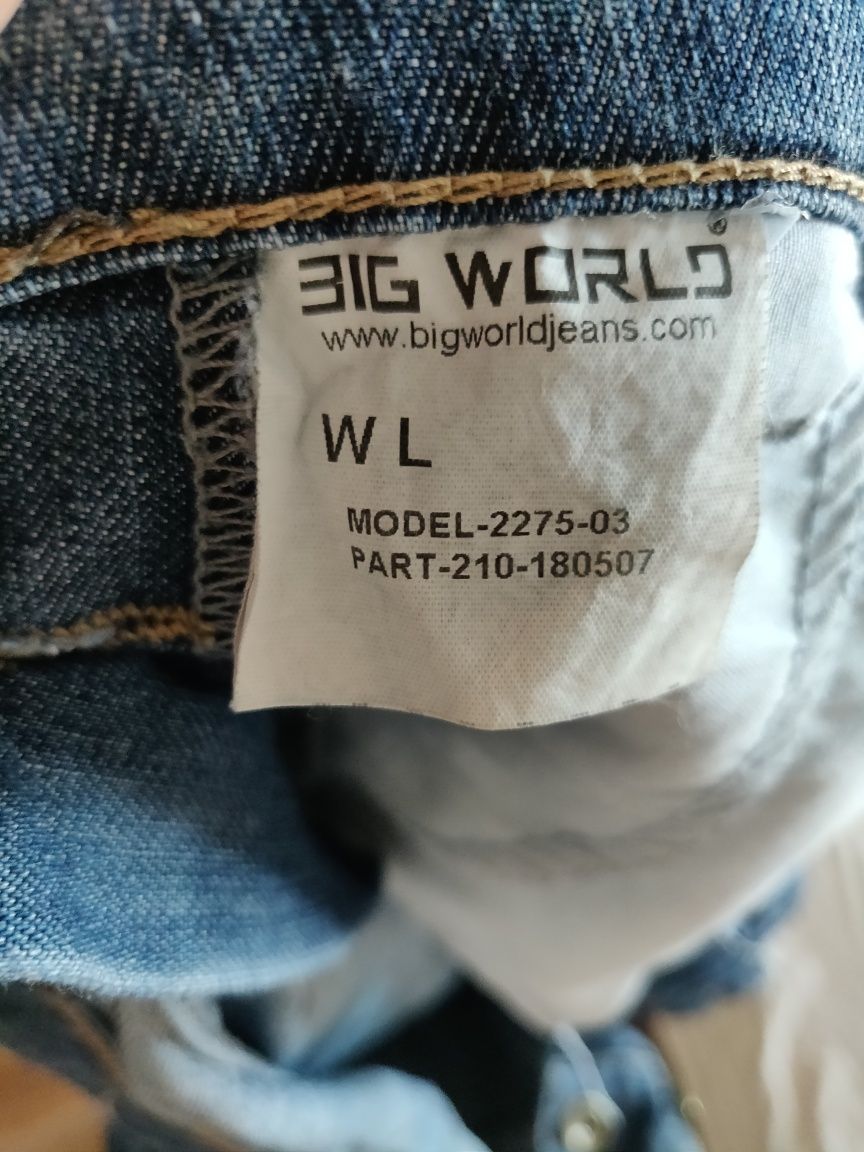 BIG WORLD®
www.bigworldjeans.com
W L
MODEL-2275-03
PART-210-180507